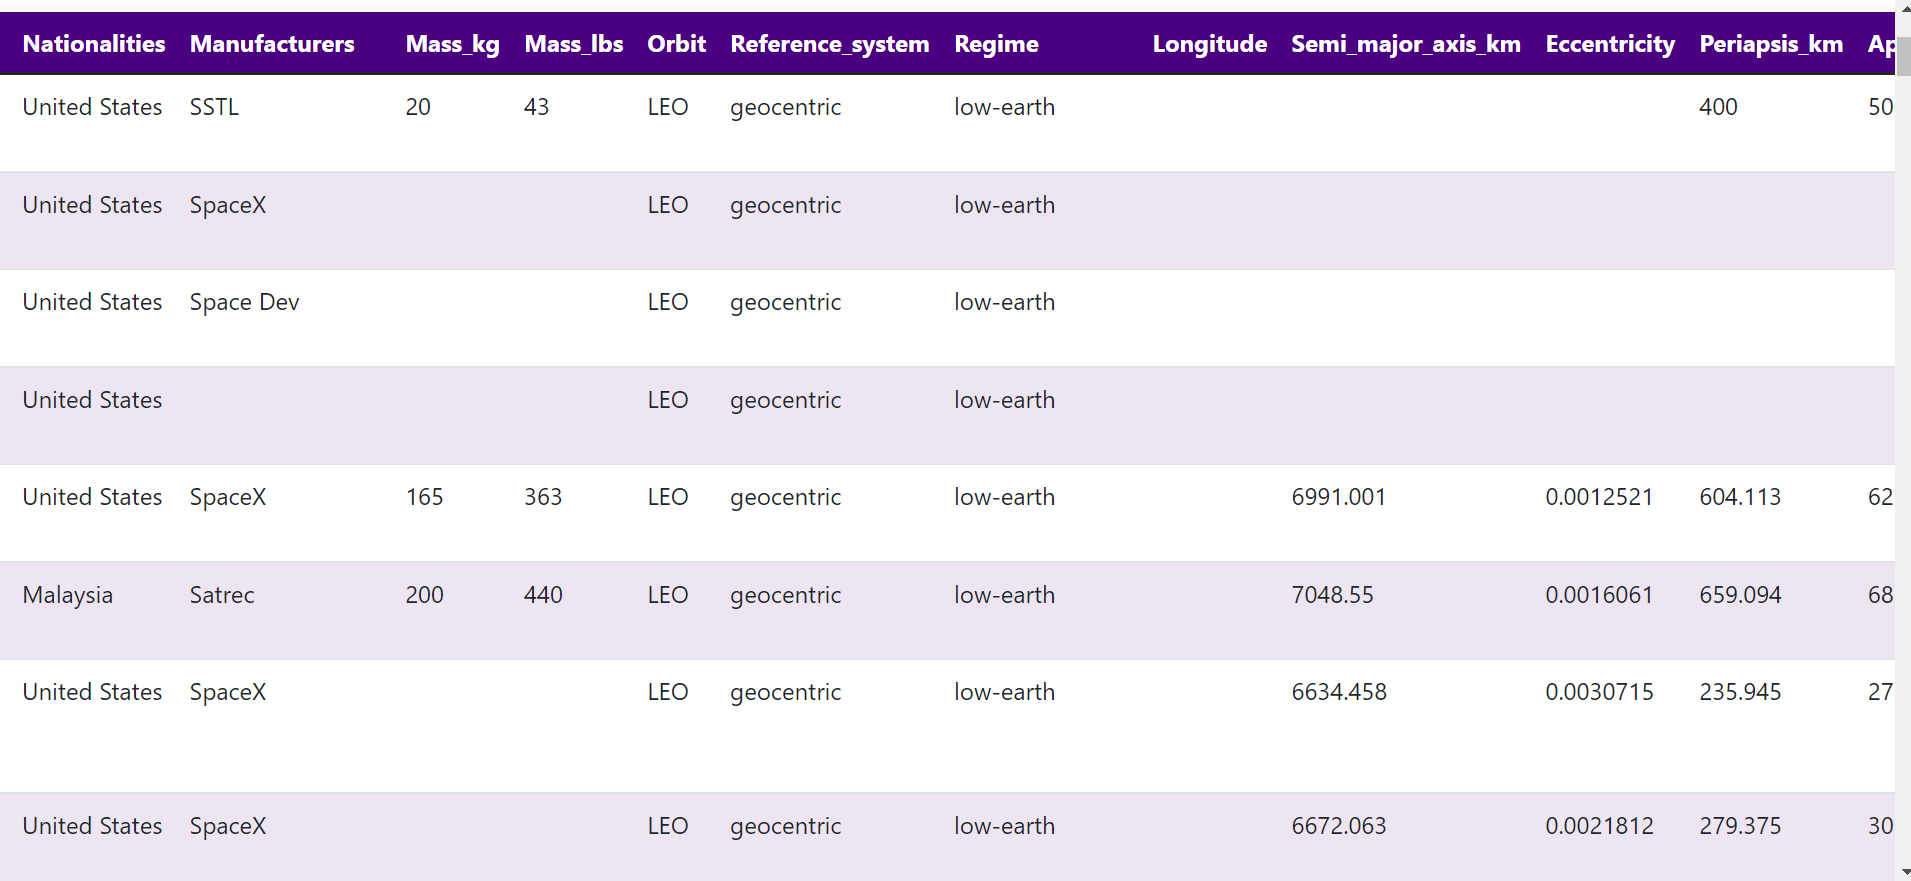 Nationalities Manufacturers Mass_kg Mass_lbs Orbit Reference_system Regime Longitude Semi_major_axis_km Eccentricity Periapsis_km Ap
United States SSTL 20 43 LEO geocentric low-earth 400 50
United States SpaceX LEO geocentric low-earth
United States Space Dev LEO geocentric low-earth
United States LEO geocentric low-earth
United States SpaceX 165 363 LEO geocentric low-earth 6991.001 0.0012521 604.113 62
Malaysia Satrec 200 440 LEO geocentric low-earth 7048.55 0.0016061 659.094 68
United States SpaceX LEO geocentric low-earth 6634.458 0.0030715 235.945 27
United States SpaceX LEO geocentric low-earth 6672.063 0.0021812 279.375 30